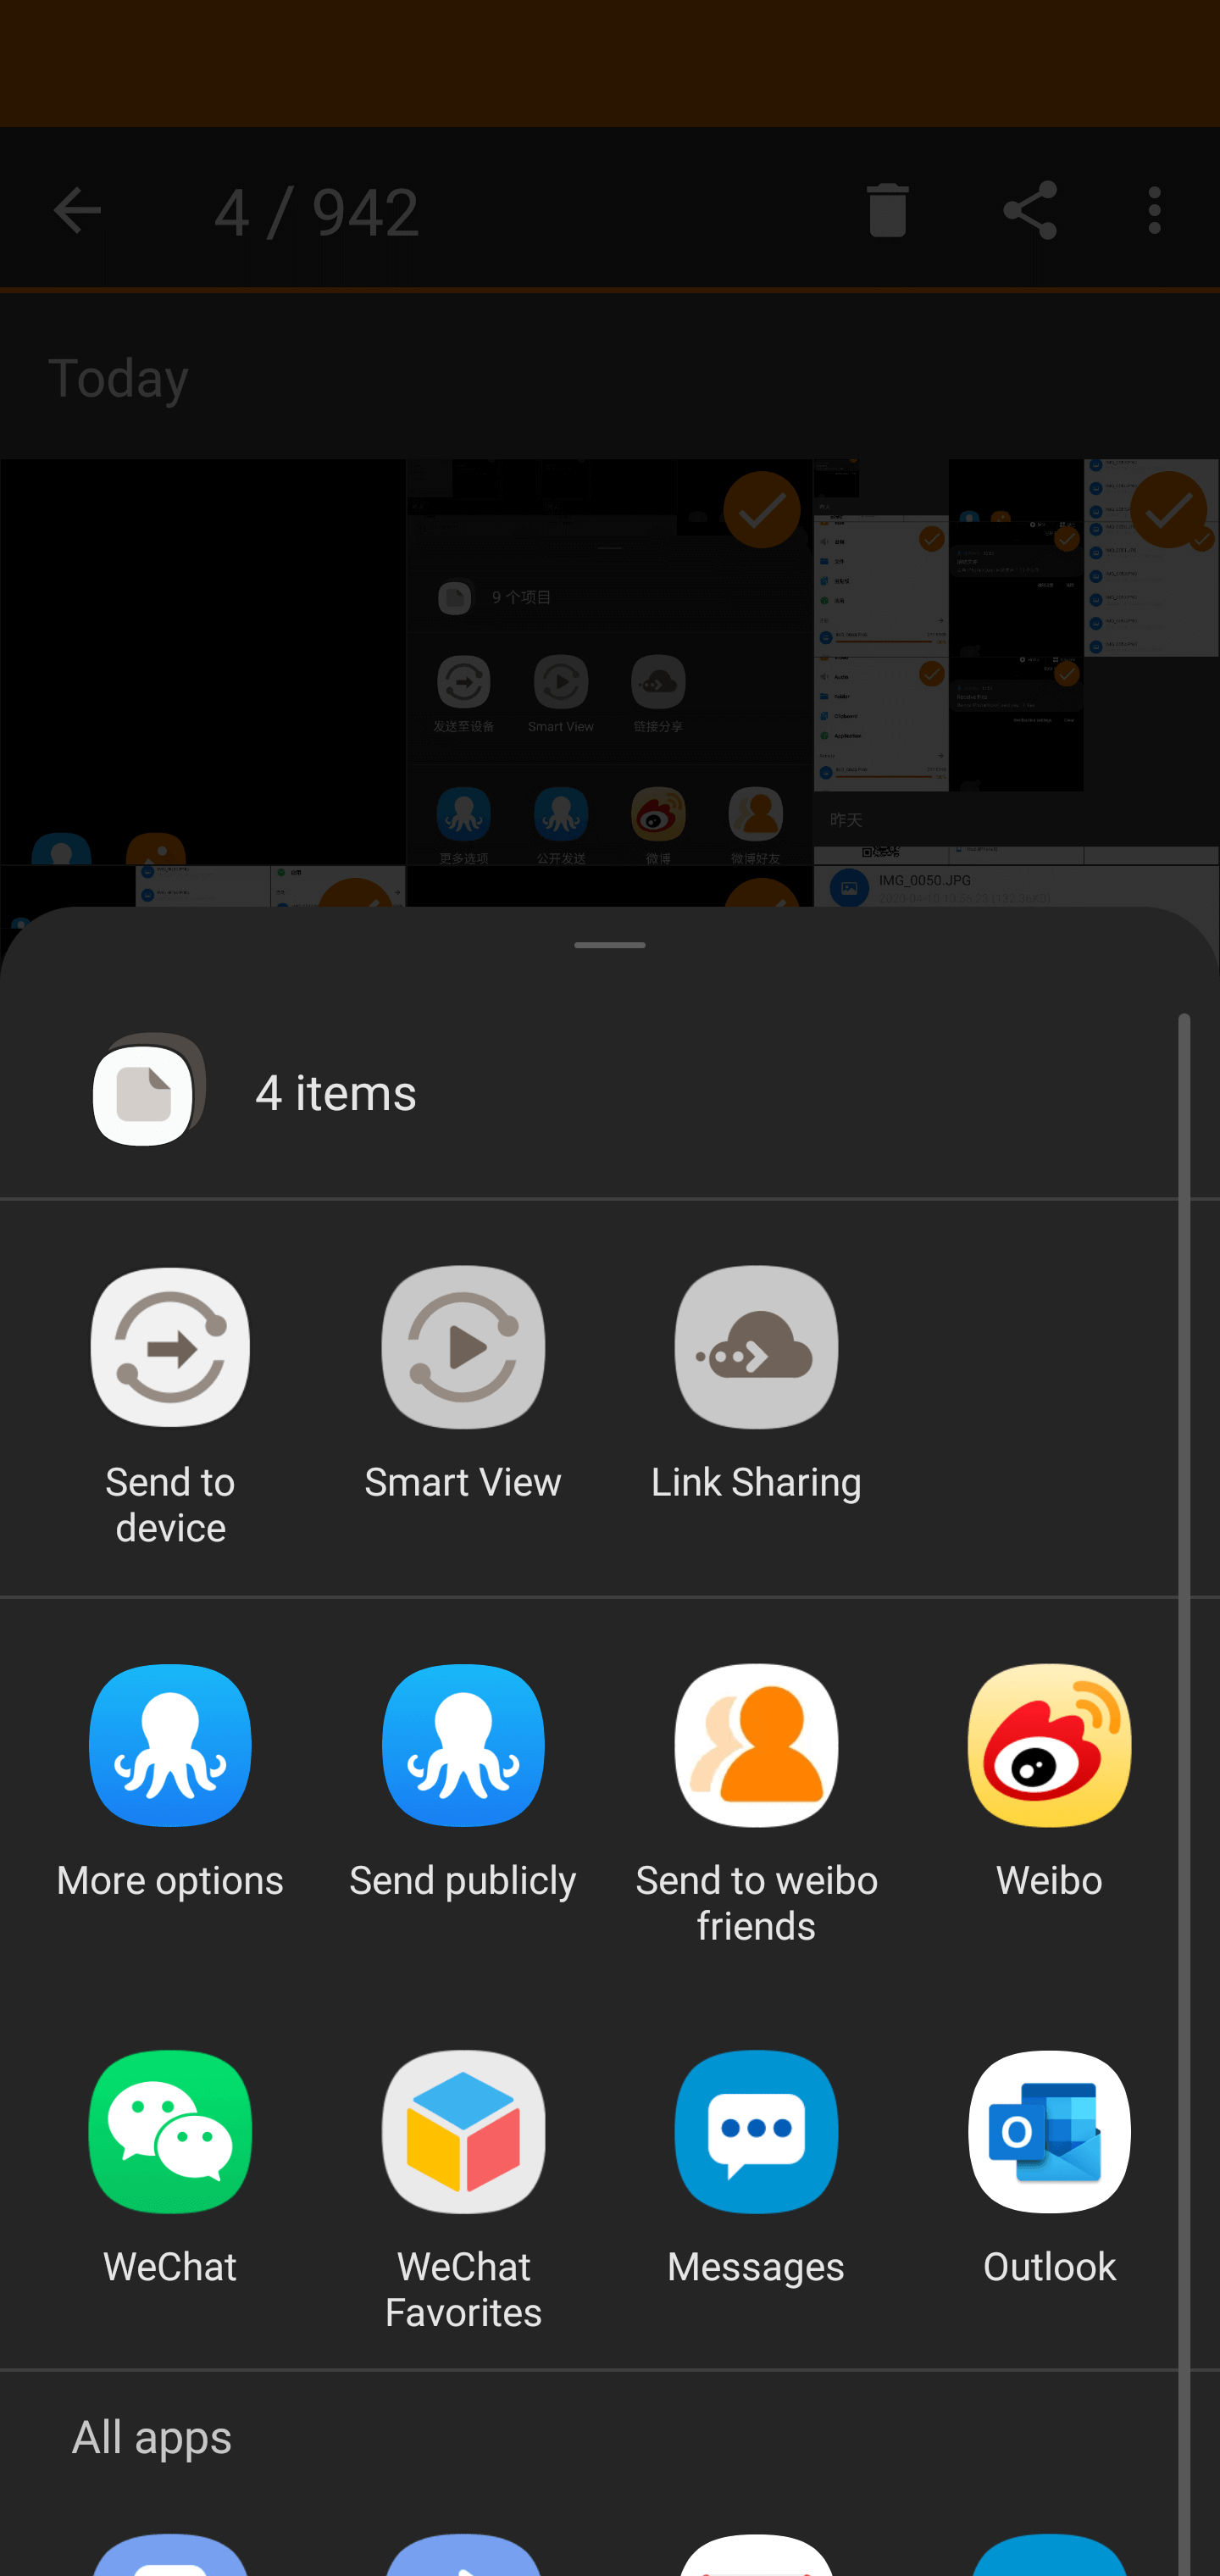 4 / 942
Today
9 个项目
发送至设备
Smart View
链接分享
更多选项
公开发送
微博
微博好友
Audio
Folder
Application
昨天
IMG_0050.JPG
4 items
Send to
device
Smart View
Link Sharing
More options
Send publicly
Send to weibo
friends
Weibo
WeChat
WeChat
Favorites
Messages
Outlook
All apps